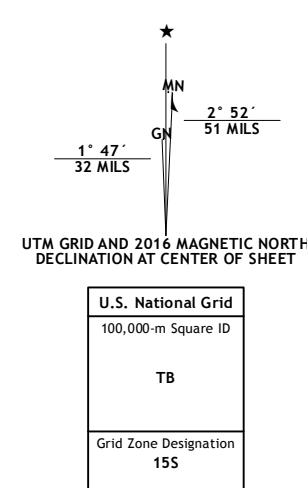 ★
MN
GN
2° 52´
51 MILS
1° 47´
32 MILS
UTM GRID AND 2016 MAGNETIC NORTH
DECLINATION AT CENTER OF SHEET
U.S. National Grid
100,000-m Square ID
TB
Grid Zone Designation
15S